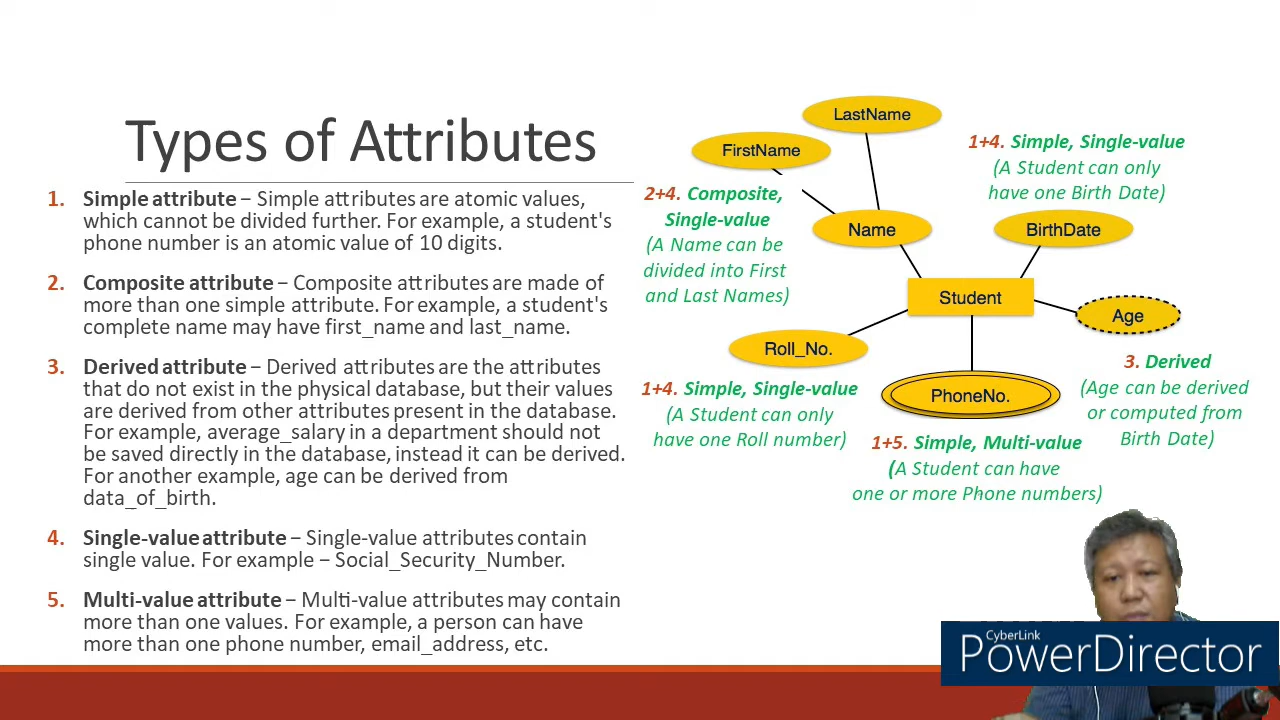 Types of Attributes
1. Simple attribute – Simple attributes are atomic values,
which cannot be divided further. For example, a student's
phone number is an atomic value of 10 digits.
2. Composite attribute – Composite attributes are made of
more than one simple attribute. For example, a student's
complete name may have first_name and last_name.
3. Derived attribute – Derived attributes are the attributes
that do not exist in the physical database, but their values
are derived from other attributes present in the database.
For example, average_salary in a department should not
be saved directly in the database, instead it can be derived.
For another example, age can be derived from
data_of_birth.
4. Single-value attribute – Single-value attributes contain
single value. For example – Social_Security_Number.
5. Multi-value attribute – Multi-value attributes may contain
more than one values. For example, a person can have
more than one phone number, email_address, etc.
LastName
FirstName
1+4. Simple, Single-value
(A Student can only
have one Birth Date)
2+4. Composite,
Single-value
(A Name can be
divided into First
and Last Names)
Name
BirthDate
Student
Age
Roll_No.
3. Derived
(Age can be derived
or computed from
Birth Date)
1+4. Simple, Single-value
(A Student can only
have one Roll number)
PhoneNo.
1+5. Simple, Multi-value
(A Student can have
one or more Phone numbers)
CyberLink
PowerDirector